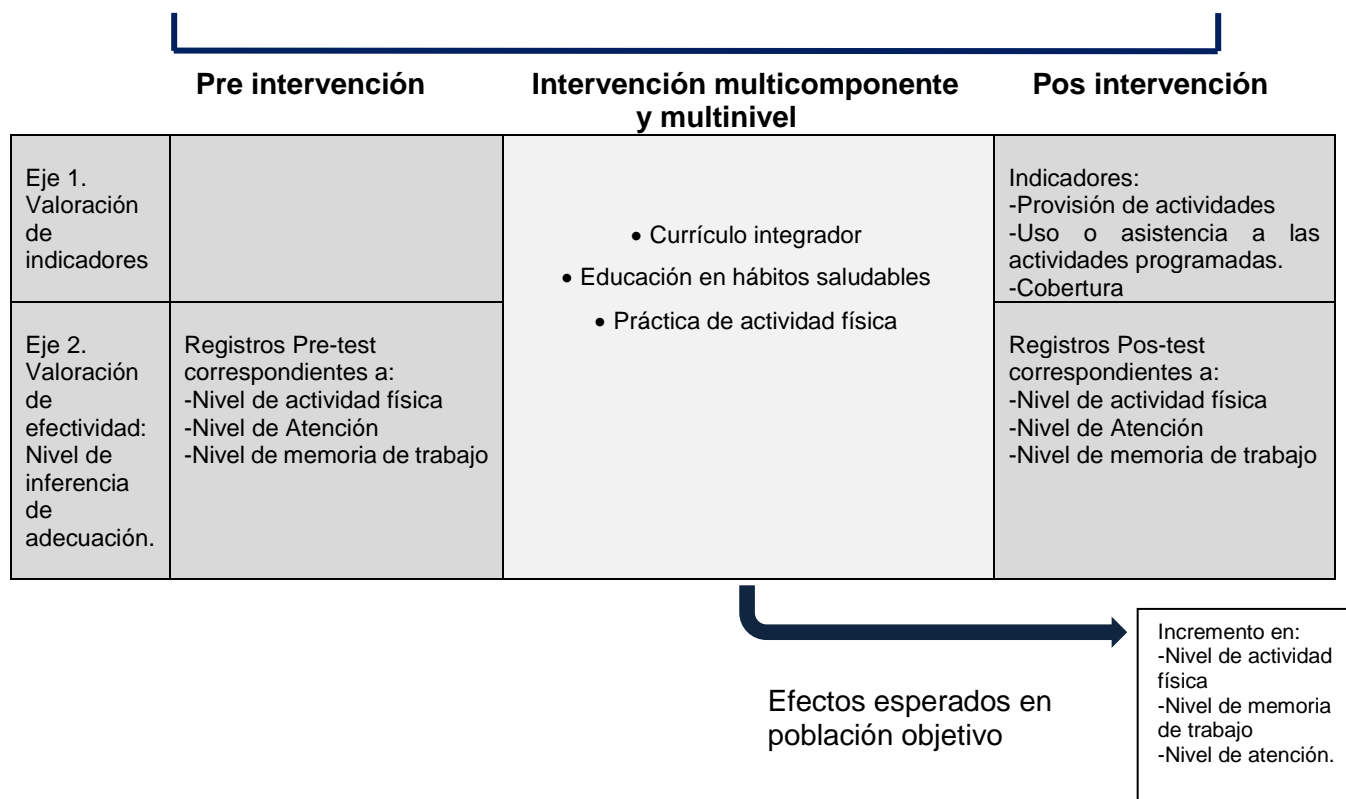 Pre intervención
Intervención multicomponente
y multinivel
Pos intervención
Eje 1.
Valoración
de
indicadores
• Currículo integrador
• Educación en hábitos saludables
• Práctica de actividad física
Indicadores:
-Provisión de actividades
-Uso o asistencia a las
actividades programadas.
-Cobertura
Eje 2.
Valoración
de
efectividad:
Nivel de
inferencia
de
adecuación.
Registros Pre-test
correspondientes a:
-Nivel de actividad física
-Nivel de Atención
-Nivel de memoria de trabajo
Registros Pos-test
correspondientes a:
-Nivel de actividad física
-Nivel de Atención
-Nivel de memoria de trabajo
Efectos esperados en
población objetivo
Incremento en:
-Nivel de actividad
física
-Nivel de memoria
de trabajo
-Nivel de atención.